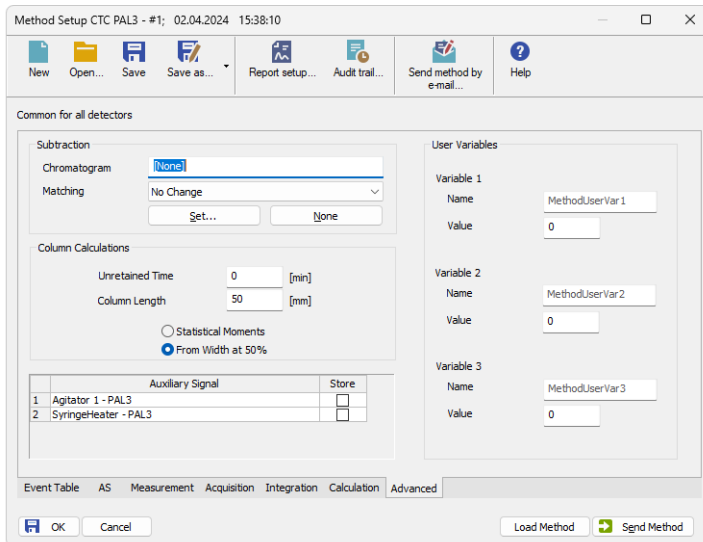 Method Setup CTC PAL3 - #1; 02.04.2024 15:38:10
New Open... Save Save as... Report setup... Audit trail... Send method by e-mail... Help
Common for all detectors
Subtraction
Chromatogram [None]
Matching No Change
Set... None
Column Calculations
Unretained Time 0 [min]
Column Length 50 [mm]
Statistical Moments
From Width at 50%
Auxiliary Signal Store
1 Agitator 1 - PAL3
2 SyringeHeater - PAL3
User Variables
Variable 1
Name MethodUserVar1
Value 0
Variable 2
Name MethodUserVar2
Value 0
Variable 3
Name MethodUserVar3
Value 0
Event Table AS Measurement Acquisition Integration Calculation Advanced
OK Cancel Load Method Send Method